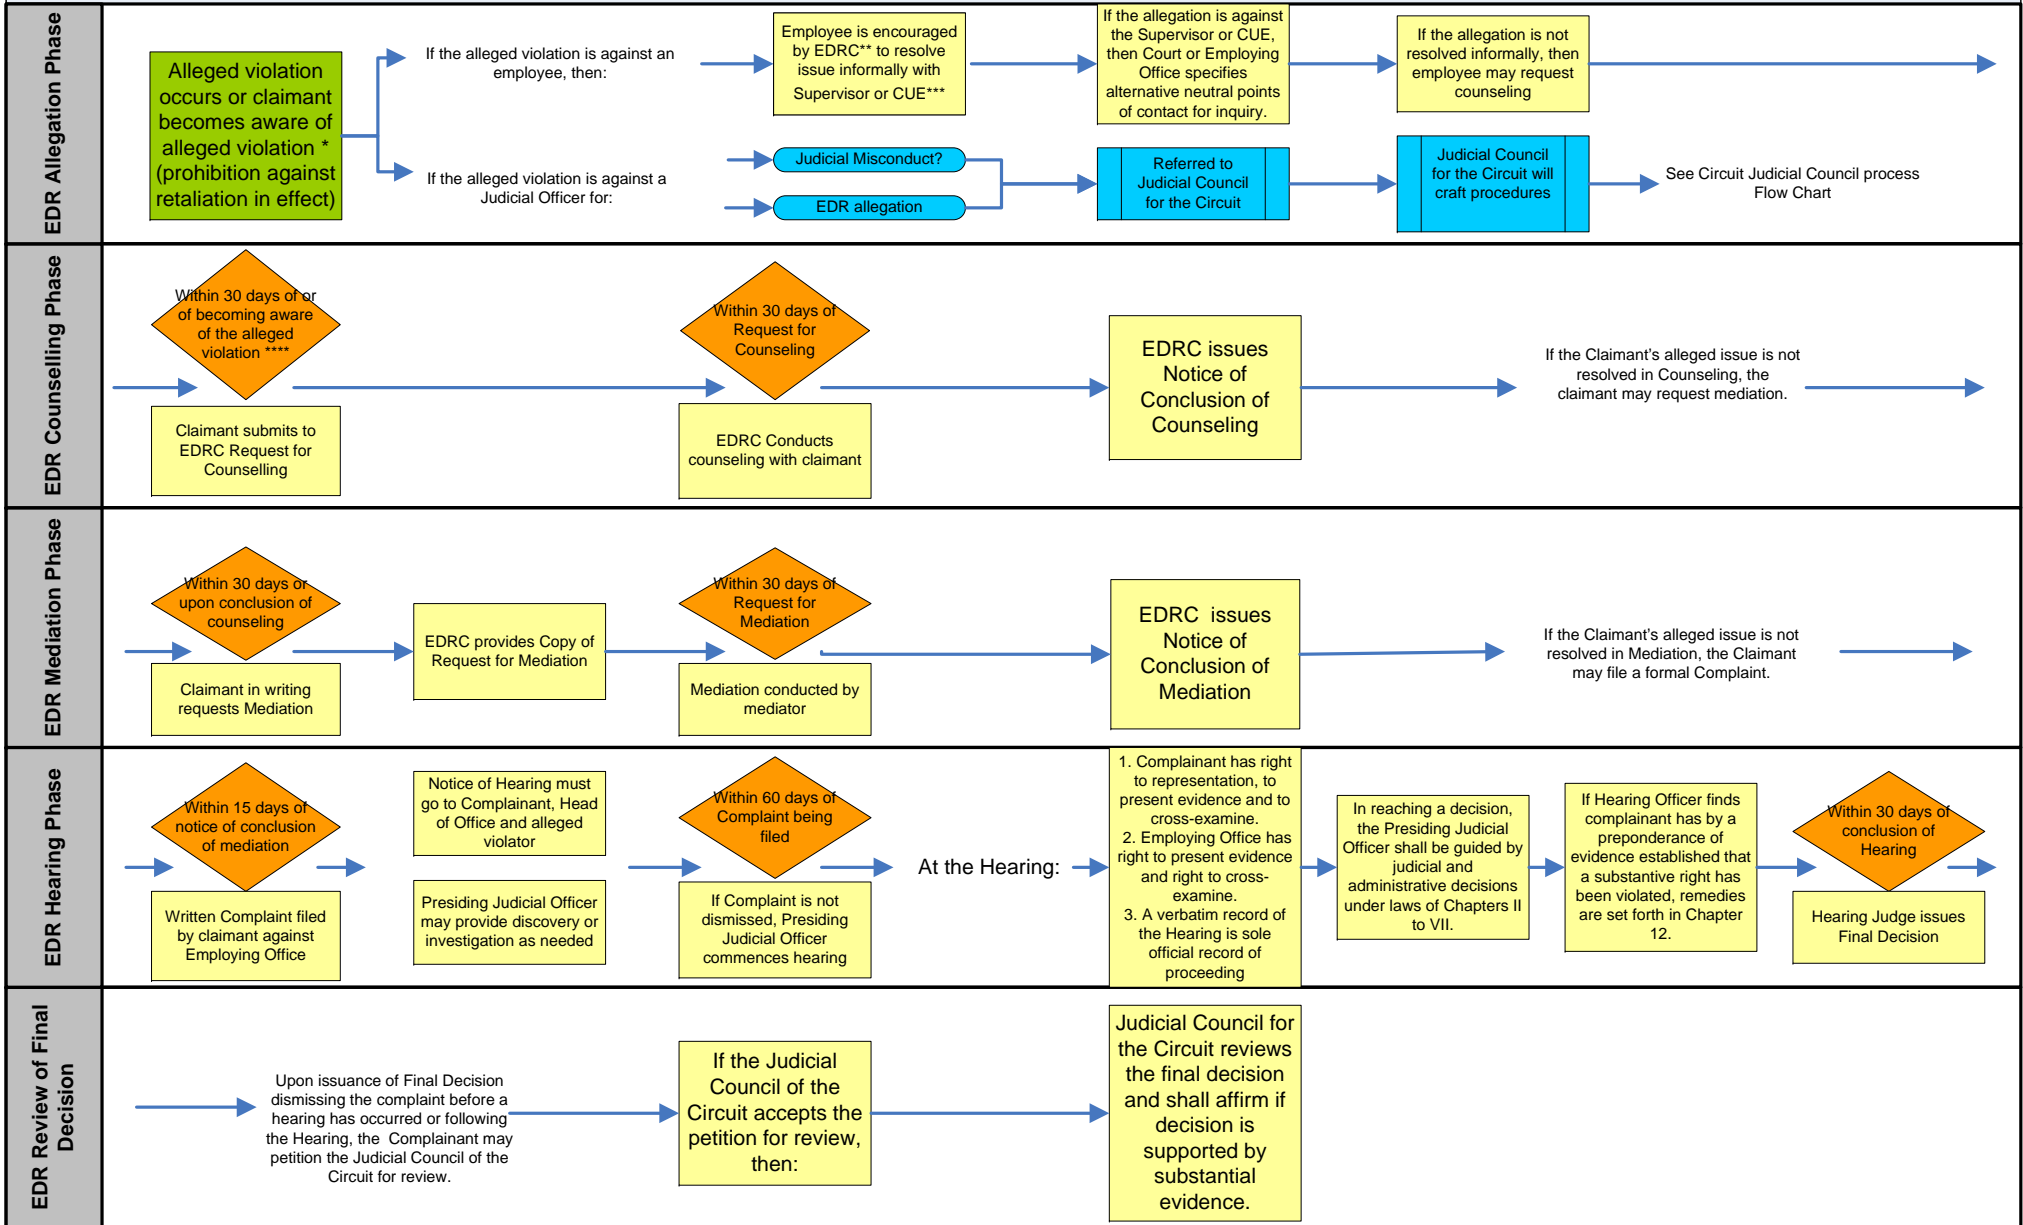 EDR Allegation Phase
Alleged violation
occurs or claimant
becomes aware of
alleged violation *
(prohibition against
retaliation in effect)
If the alleged violation is against an
employee, then:
Employee is encouraged
by EDRC** to resolve
issue informally with
Supervisor or CUE***
If the allegation is against
the Supervisor or CUE,
then Court or Employing
Office specifies
alternative neutral points
of contact for inquiry.
If the allegation is not
resolved informally, then
employee may request
counseling
If the alleged violation is against a
Judicial Officer for:
Judicial Misconduct?
EDR allegation
Referred to
Judicial Council
for the Circuit
Judicial Council
for the Circuit will
craft procedures
See Circuit Judicial Council process
Flow Chart
EDR Counselling Phase
Within 30 days of or
of becoming aware
of the alleged
violation ****
Claimant submits to
EDRC Request for
Counselling
Within 30 days of
Request for
Counseling
EDRC Conducts
counseling with claimant
EDRC issues
Notice of
Conclusion of
Counseling
If the Claimant's alleged issue is not
resolved in Counseling, the
claimant may request mediation.
EDR Mediation Phase
Within 30 days or
upon conclusion of
counseling
Claimant in writing
requests Mediation
EDRC provides Copy of
Request for Mediation
Within 30 days of
Request for
Mediation
Mediation conducted by
mediator
EDRC issues
Notice of
Conclusion of
Mediation
If the Claimant's alleged issue is not
resolved in Mediation, the Claimant
may file a formal Complaint.
EDR Hearing Phase
Within 15 days of
notice of conclusion
of mediation
Written Complaint filed
by claimant against
Employing Office
Notice of Hearing must
go to Complainant, Head
of Office and alleged
violator
Presiding Judicial Officer
may provide discovery or
investigation as needed
Within 60 days of
Complaint being
filed
If Complaint is not
dismissed, Presiding
Judicial Officer
commences hearing
At the Hearing:
1. Complainant has right
to representation, to
present evidence and to
cross-examine.
2. Employing Office has
right to present evidence
and right to cross-
examine.
3. A verbatim record of
the Hearing is sole
official record of
proceeding
In reaching a decision,
the Presiding Judicial
Officer shall be guided by
judicial and
administrative decisions
under laws of Chapters II
to VII.
If Hearing Officer finds
complainant has by a
preponderance of
evidence established that
a substantive right has
been violated, remedies
are set forth in Chapter
12.
Within 30 days of
conclusion of
Hearing
Hearing Judge issues
Final Decision
EDR Review of Final
Decision
Upon issuance of Final Decision
dismissing the complaint before a
hearing has occurred or following
the Hearing, the Complainant may
petition the Judicial Council of the
Circuit for review.
If the Judicial
Council of the
Circuit accepts the
petition for review,
then:
Judicial Council for
the Circuit reviews
the final decision
and shall affirm if
decision is
supported by
substantial
evidence.